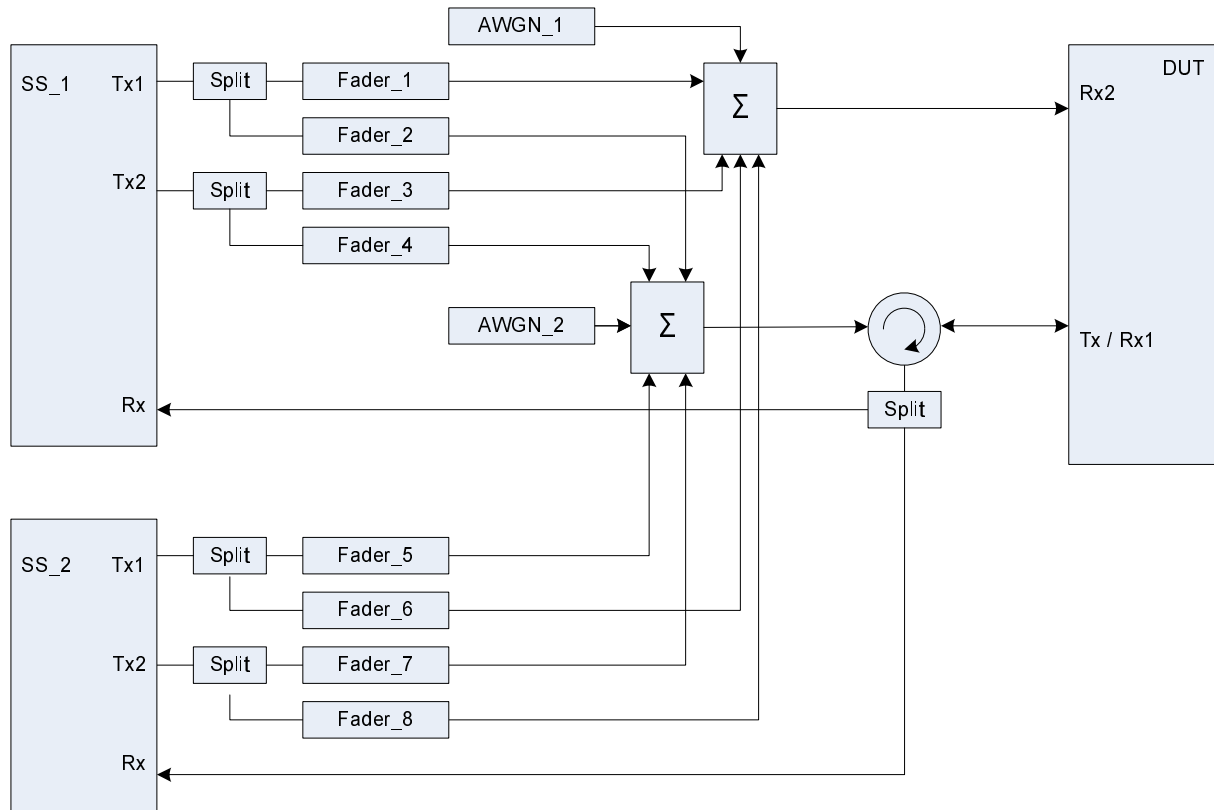 AWGN_1
SS_1
Tx1
Split
Fader_1
Σ
DUT
Rx2
Fader_2
Tx2
Split
Fader_3
Fader_4
AWGN_2
Σ
Tx / Rx1
Rx
Split
SS_2
Tx1
Split
Fader_5
Fader_6
Tx2
Split
Fader_7
Fader_8
Rx